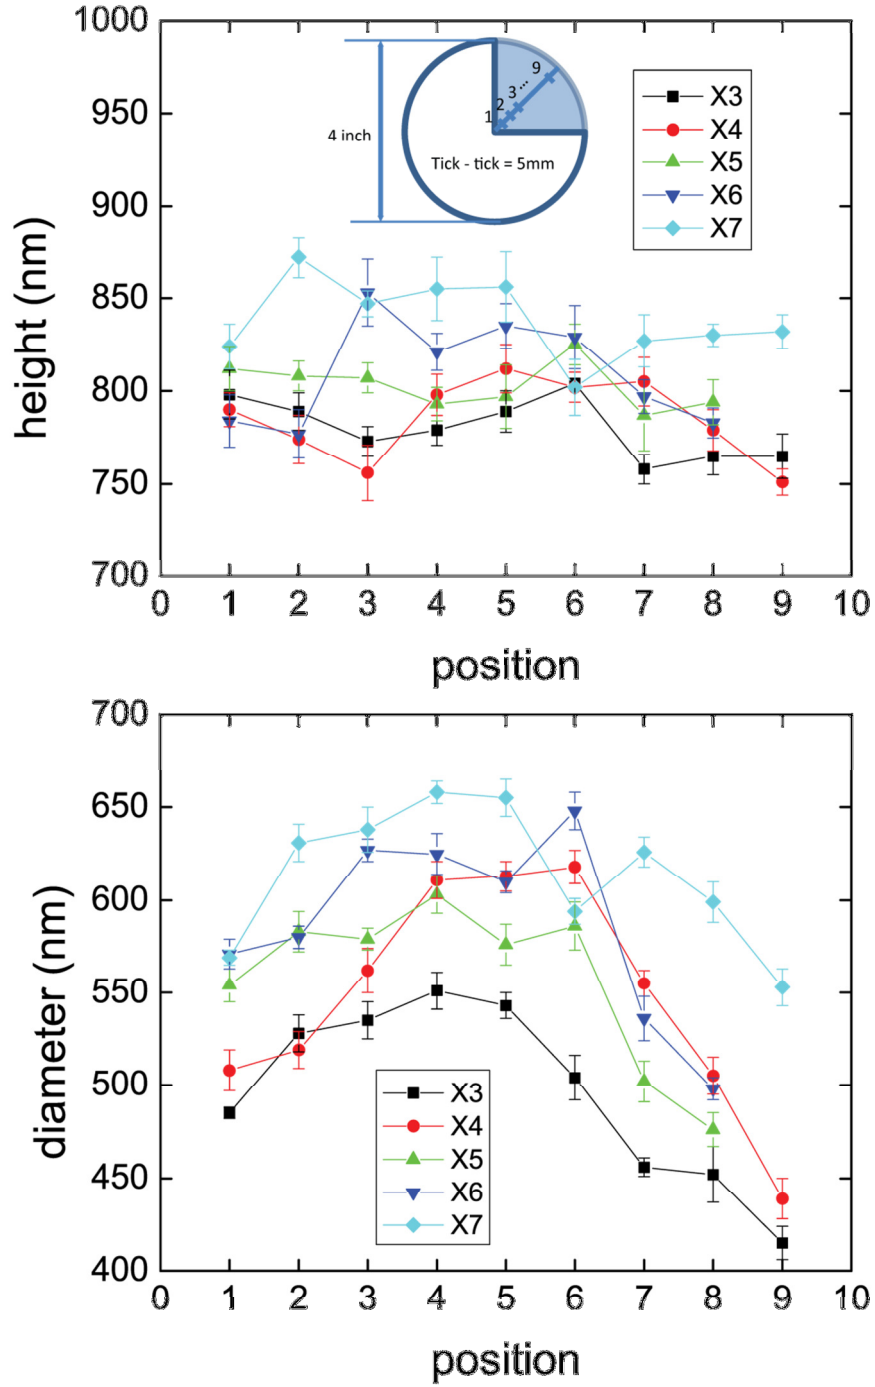 1000
950
900
850
800
750
700
height (nm)
4 inch
1 2 3... 9
Tick - tick = 5mm
X3
X4
X5
X6
X7
0 1 2 3 4 5 6 7 8 9 10
position
700
650
600
550
500
450
400
diameter (nm)
X3
X4
X5
X6
X7
0 1 2 3 4 5 6 7 8 9 10
position